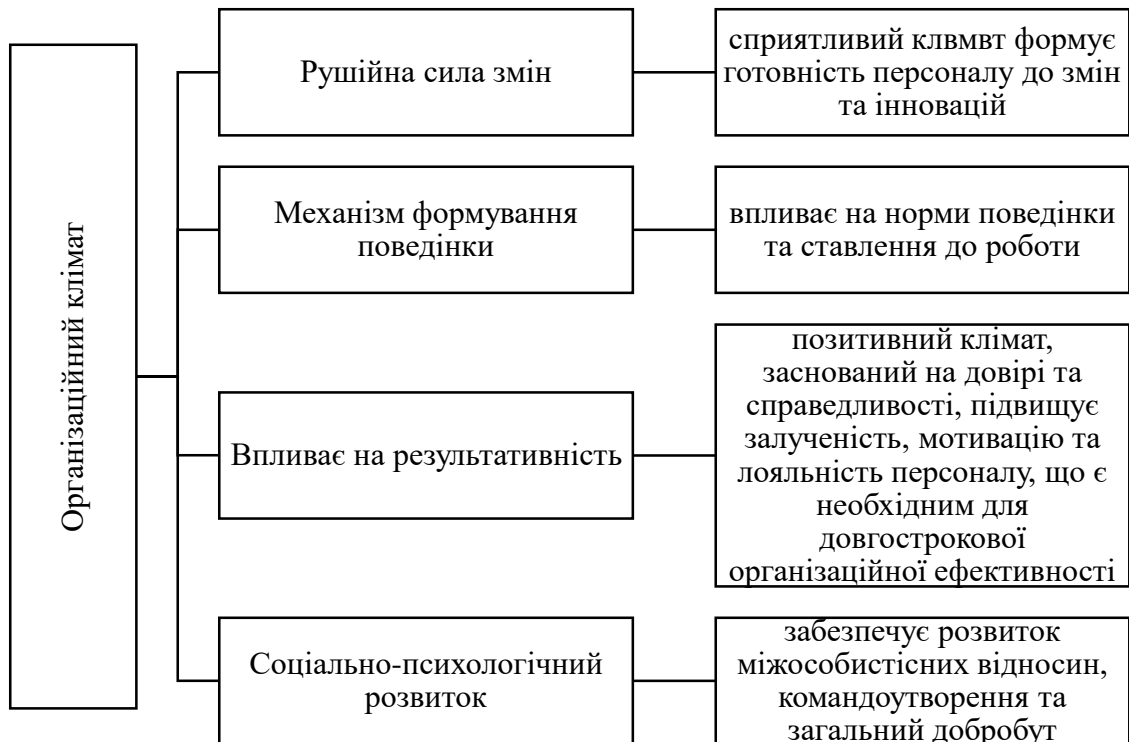 Організаційний клімат
Рушійна сила змін
сприятливий клвмвт формує
готовність персоналу до змін
та інновацій
Механізм формування
поведінки
впливає на норми поведінки
та ставлення до роботи
Впливає на результативність
позитивний клімат,
заснований на довірі та
справедливості, підвищує
залученість, мотивацію та
лояльність персоналу, що є
необхідним для
довгострокової
організаційної ефективності
Соціально-психологічний
розвиток
забезпечує розвиток
міжособистісних відносин,
командоутворення та
загальний добробут